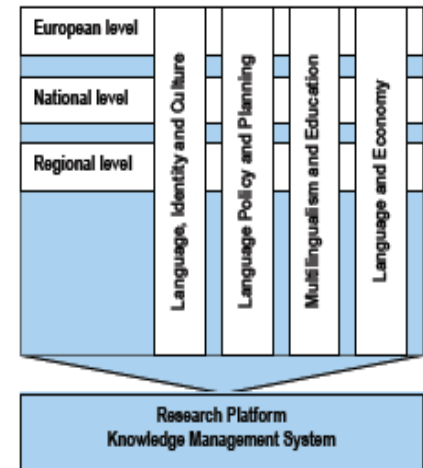 European level
National level
Regional level
Language, Identity and Culture
Language Policy and Planning
Multilingualism and Education
Language and Economy
Research Platform
Knowledge Management System